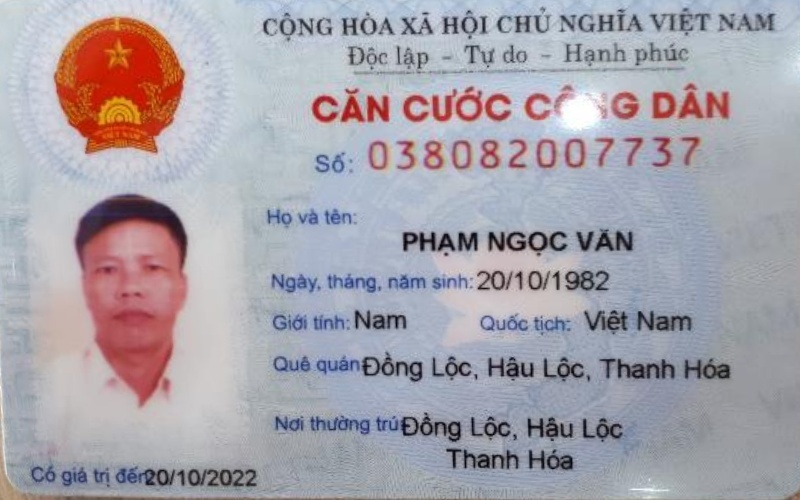 CỘNG HÒA XÃ HỘI CHỦ NGHĨA VIỆT NAM
Độc lập - Tự do - Hạnh phúc
CĂN CƯỚC CÔNG DÂN
Số: 038082007737
Họ và tên:
PHẠM NGỌC VĂN
Ngày, tháng, năm sinh: 20/10/1982
Giới tính: Nam Quốc tịch: Việt Nam
Quê quán Đồng Lộc, Hậu Lộc, Thanh Hóa
Nơi thường trú Đồng Lộc, Hậu Lộc
Thanh Hóa
Có giá trị đến 20/10/2022
VIỆT NAM